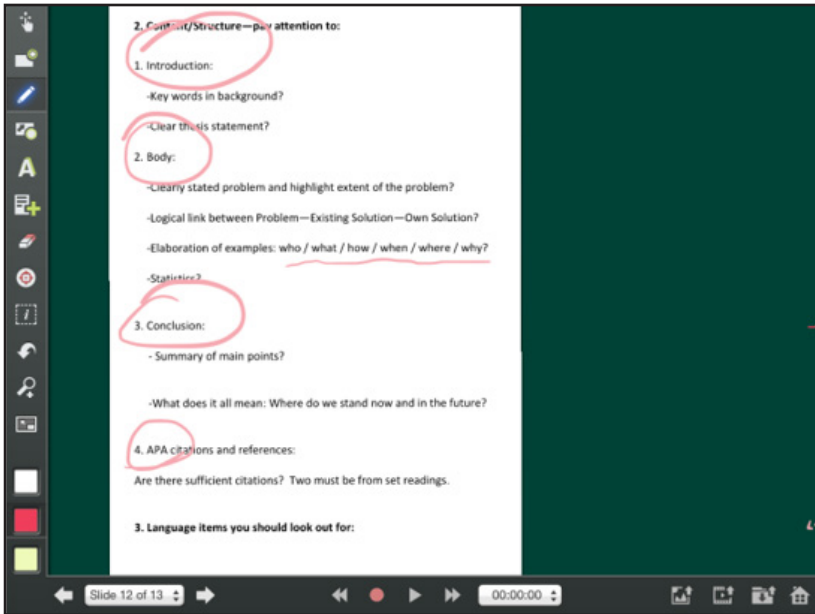 2. Content/Structure—pay attention to:
1. Introduction:
-Key words in background?
-Clear thesis statement?
2. Body:
-Clearly stated problem and highlight extent of the problem?
-Logical link between Problem—Existing Solution—Own Solution?
-Elaboration of examples: who / what / how / when / where / why?
-Statistics?
3. Conclusion:
- Summary of main points?
-What does it all mean: Where do we stand now and in the future?
4. APA citations and references:
Are there sufficient citations? Two must be from set readings.
3. Language items you should look out for:
Slide 12 of 13
00:00:00